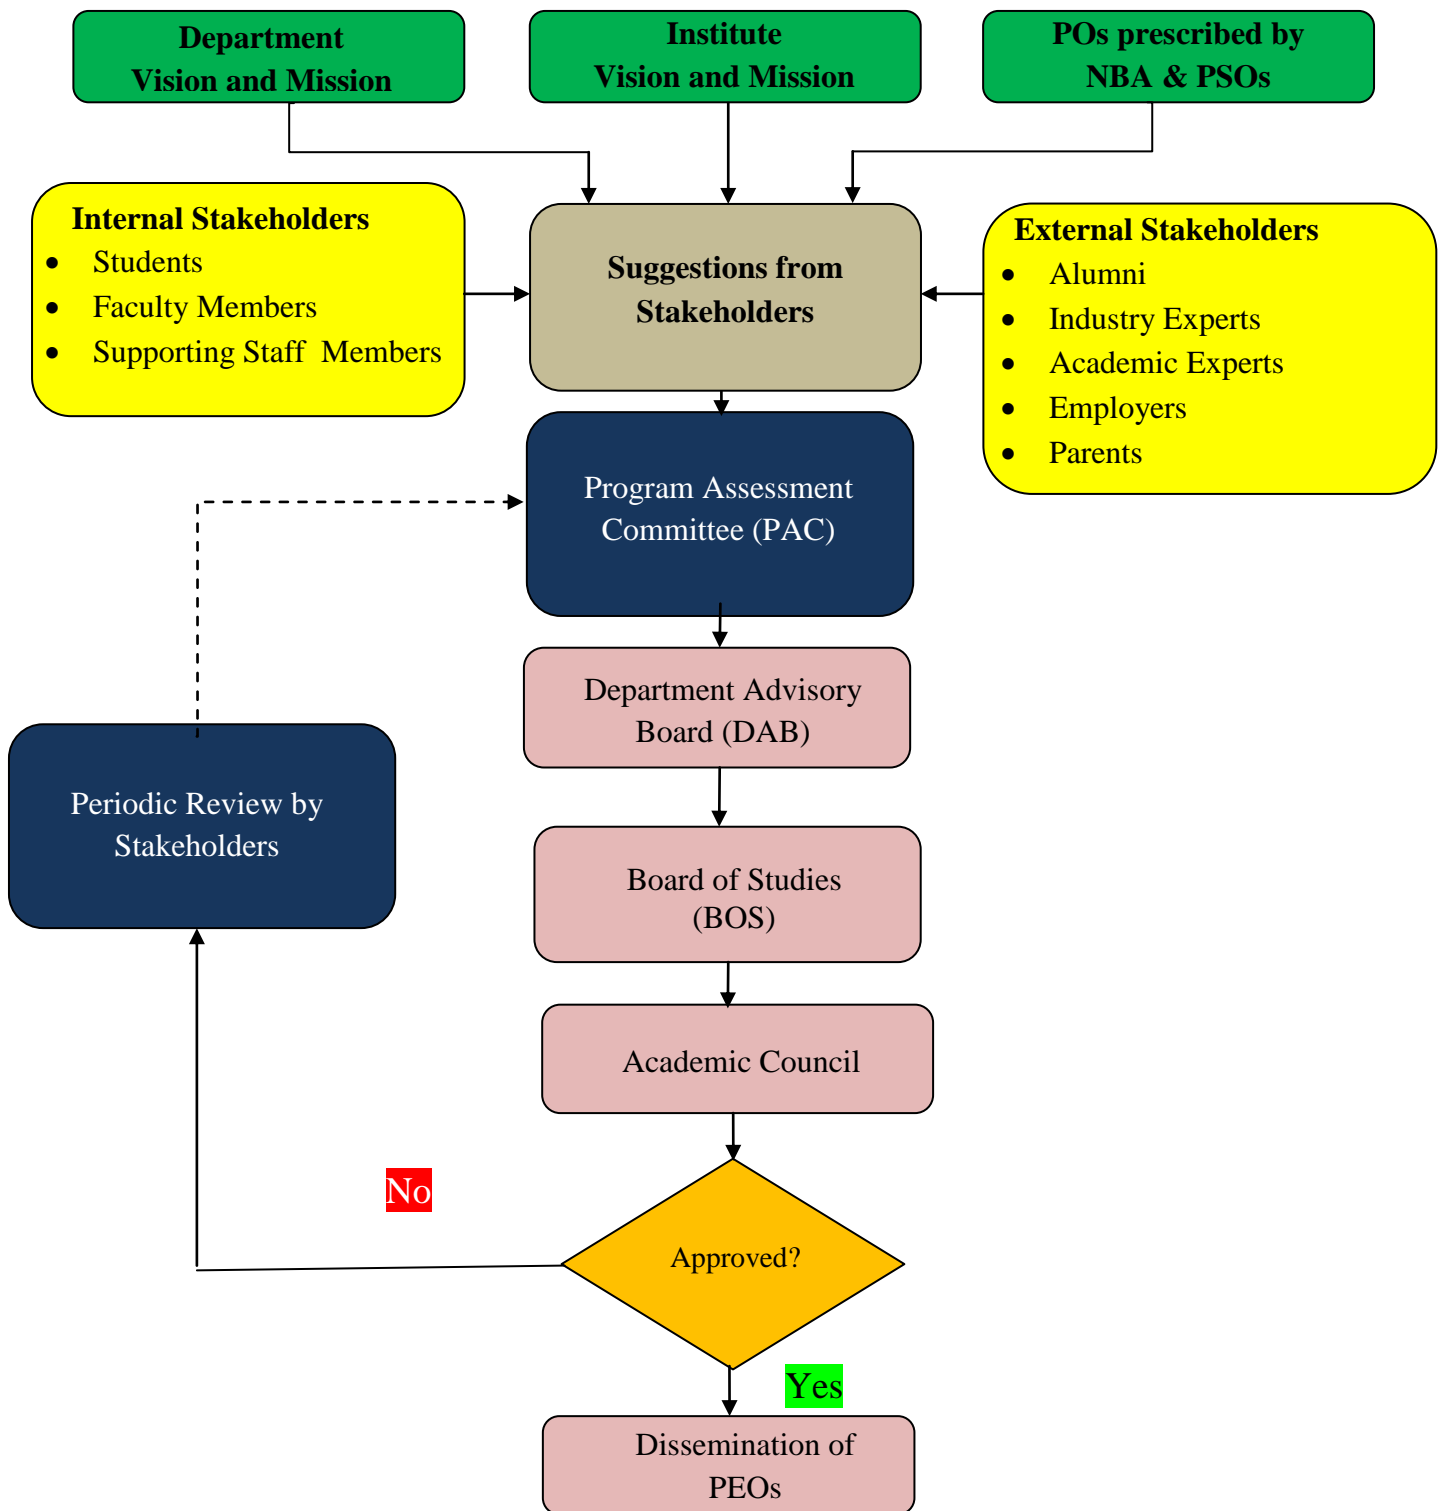 Department
Vision and Mission
Institute
Vision and Mission
POs prescribed by
NBA & PSOs
Internal Stakeholders
• Students
• Faculty Members
• Supporting Staff Members
Suggestions from
Stakeholders
External Stakeholders
• Alumni
• Industry Experts
• Academic Experts
• Employers
• Parents
Program Assessment
Committee (PAC)
Department Advisory
Board (DAB)
Periodic Review by
Stakeholders
Board of Studies
(BOS)
Academic Council
No
Approved?
Yes
Dissemination of
PEOs